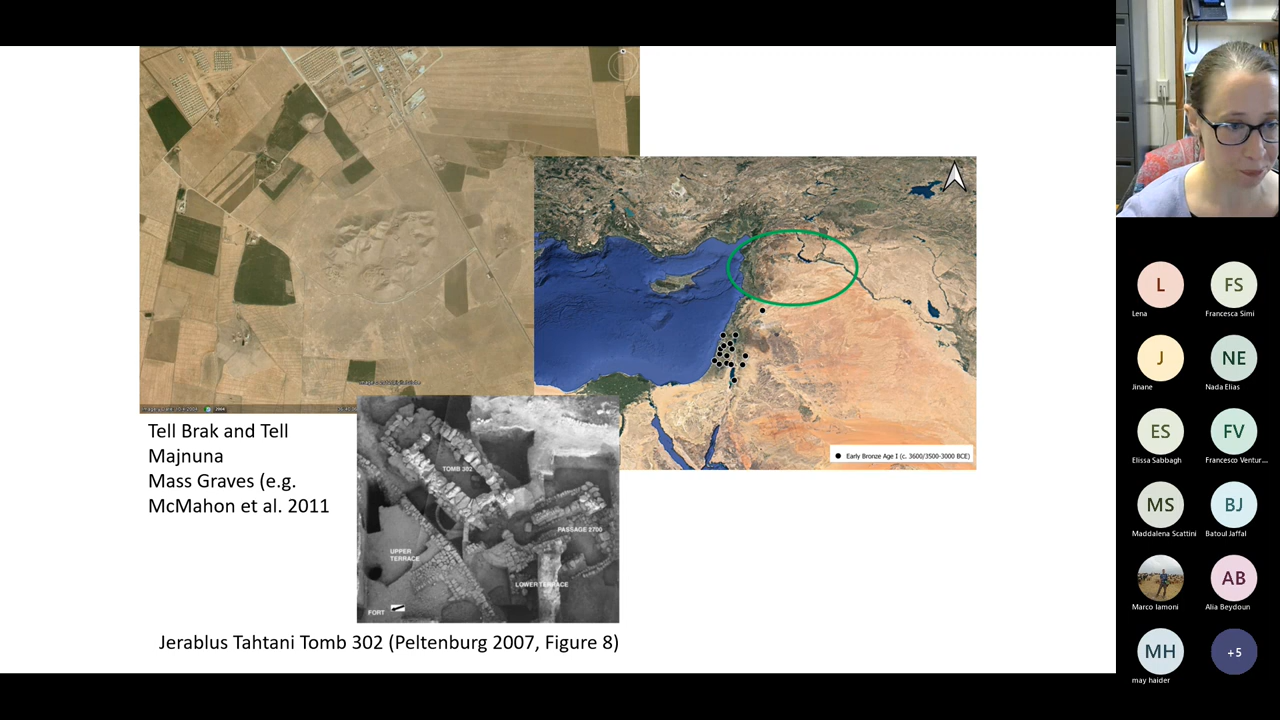 Tell Brak and Tell
Majnuna
Mass Graves (e.g.
McMahon et al. 2011
Early Bronze Age I (c. 3600/3500-3000 BCE)
TOMB 302
PASSAGE 2700
UPPER
TERRACE
LOWER TERRACE
FORT
Jerablus Tahtani Tomb 302 (Peltenburg 2007, Figure 8)
L
Lena
FS
Francesca Simi
J
Jinane
NE
Nada Elias
ES
Elissa Sabbagh
FV
Francesco Ventur...
MS
Maddalena Scattini
BJ
Batoul Jaffal
Marco Iamoni
AB
Alia Beydoun
MH
may haider
+5